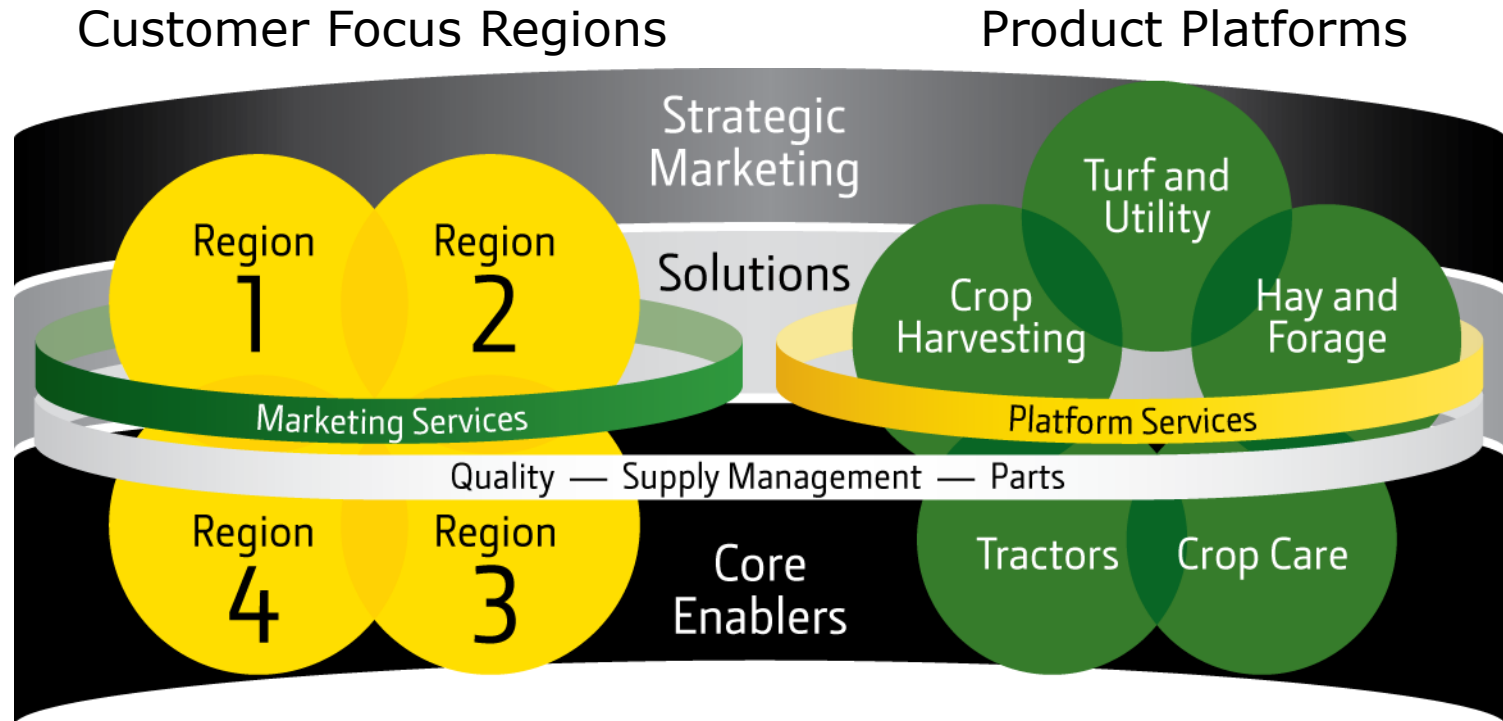 Customer Focus Regions
Product Platforms
Strategic
Marketing
Solutions
Region
1
Region
2
Marketing Services
Region
4
Region
3
Turf and
Utility
Crop
Harvesting
Hay and
Forage
Platform Services
Quality — Supply Management — Parts
Tractors
Crop Care
Core
Enablers